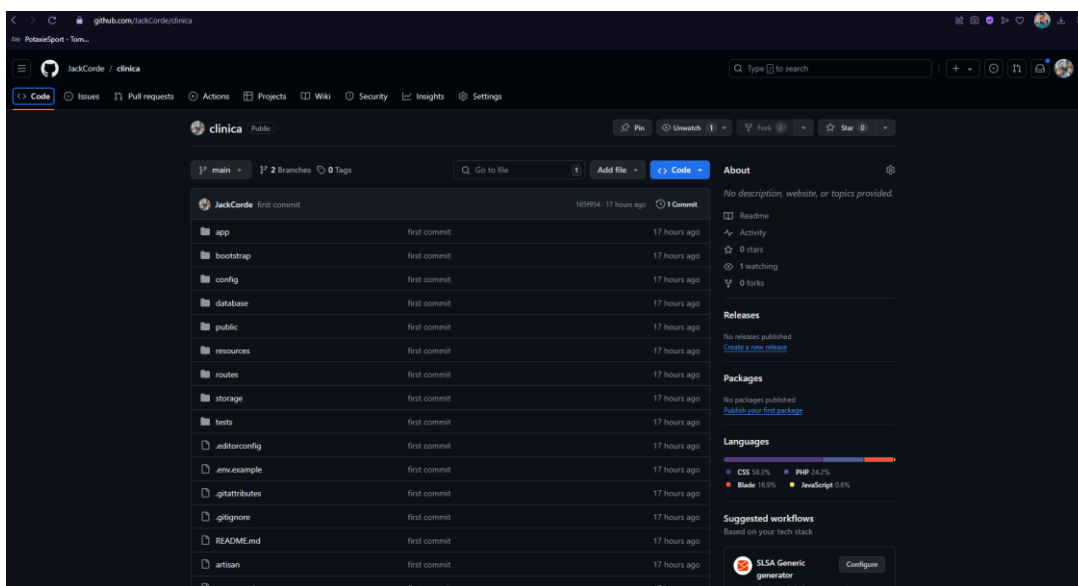 github.com/JackCorde/clinica
PotaxieSport - Torn...
JackCorde / clinica
Type / to search
Code Issues Pull requests Actions Projects Wiki Security Insights Settings
clinica Public
Pin Unwatch 1 Fork 0 Star 0
main 2 Branches 0 Tags
Go to file t Add file Code
JackCorde first commit 165f954 · 17 hours ago 1 Commit
app first commit 17 hours ago
bootstrap first commit 17 hours ago
config first commit 17 hours ago
database first commit 17 hours ago
public first commit 17 hours ago
resources first commit 17 hours ago
routes first commit 17 hours ago
storage first commit 17 hours ago
tests first commit 17 hours ago
.editorconfig first commit 17 hours ago
.env.example first commit 17 hours ago
.gitattributes first commit 17 hours ago
.gitignore first commit 17 hours ago
README.md first commit 17 hours ago
artisan first commit 17 hours ago
About
No description, website, or topics provided.
Readme
Activity
0 stars
1 watching
0 forks
Releases
No releases published
Create a new release
Packages
No packages published
Publish your first package
Languages
CSS 58.3% PHP 24.2%
Blade 16.9% JavaScript 0.6%
Suggested workflows
Based on your tech stack
SLSA Generic
generator
Configure